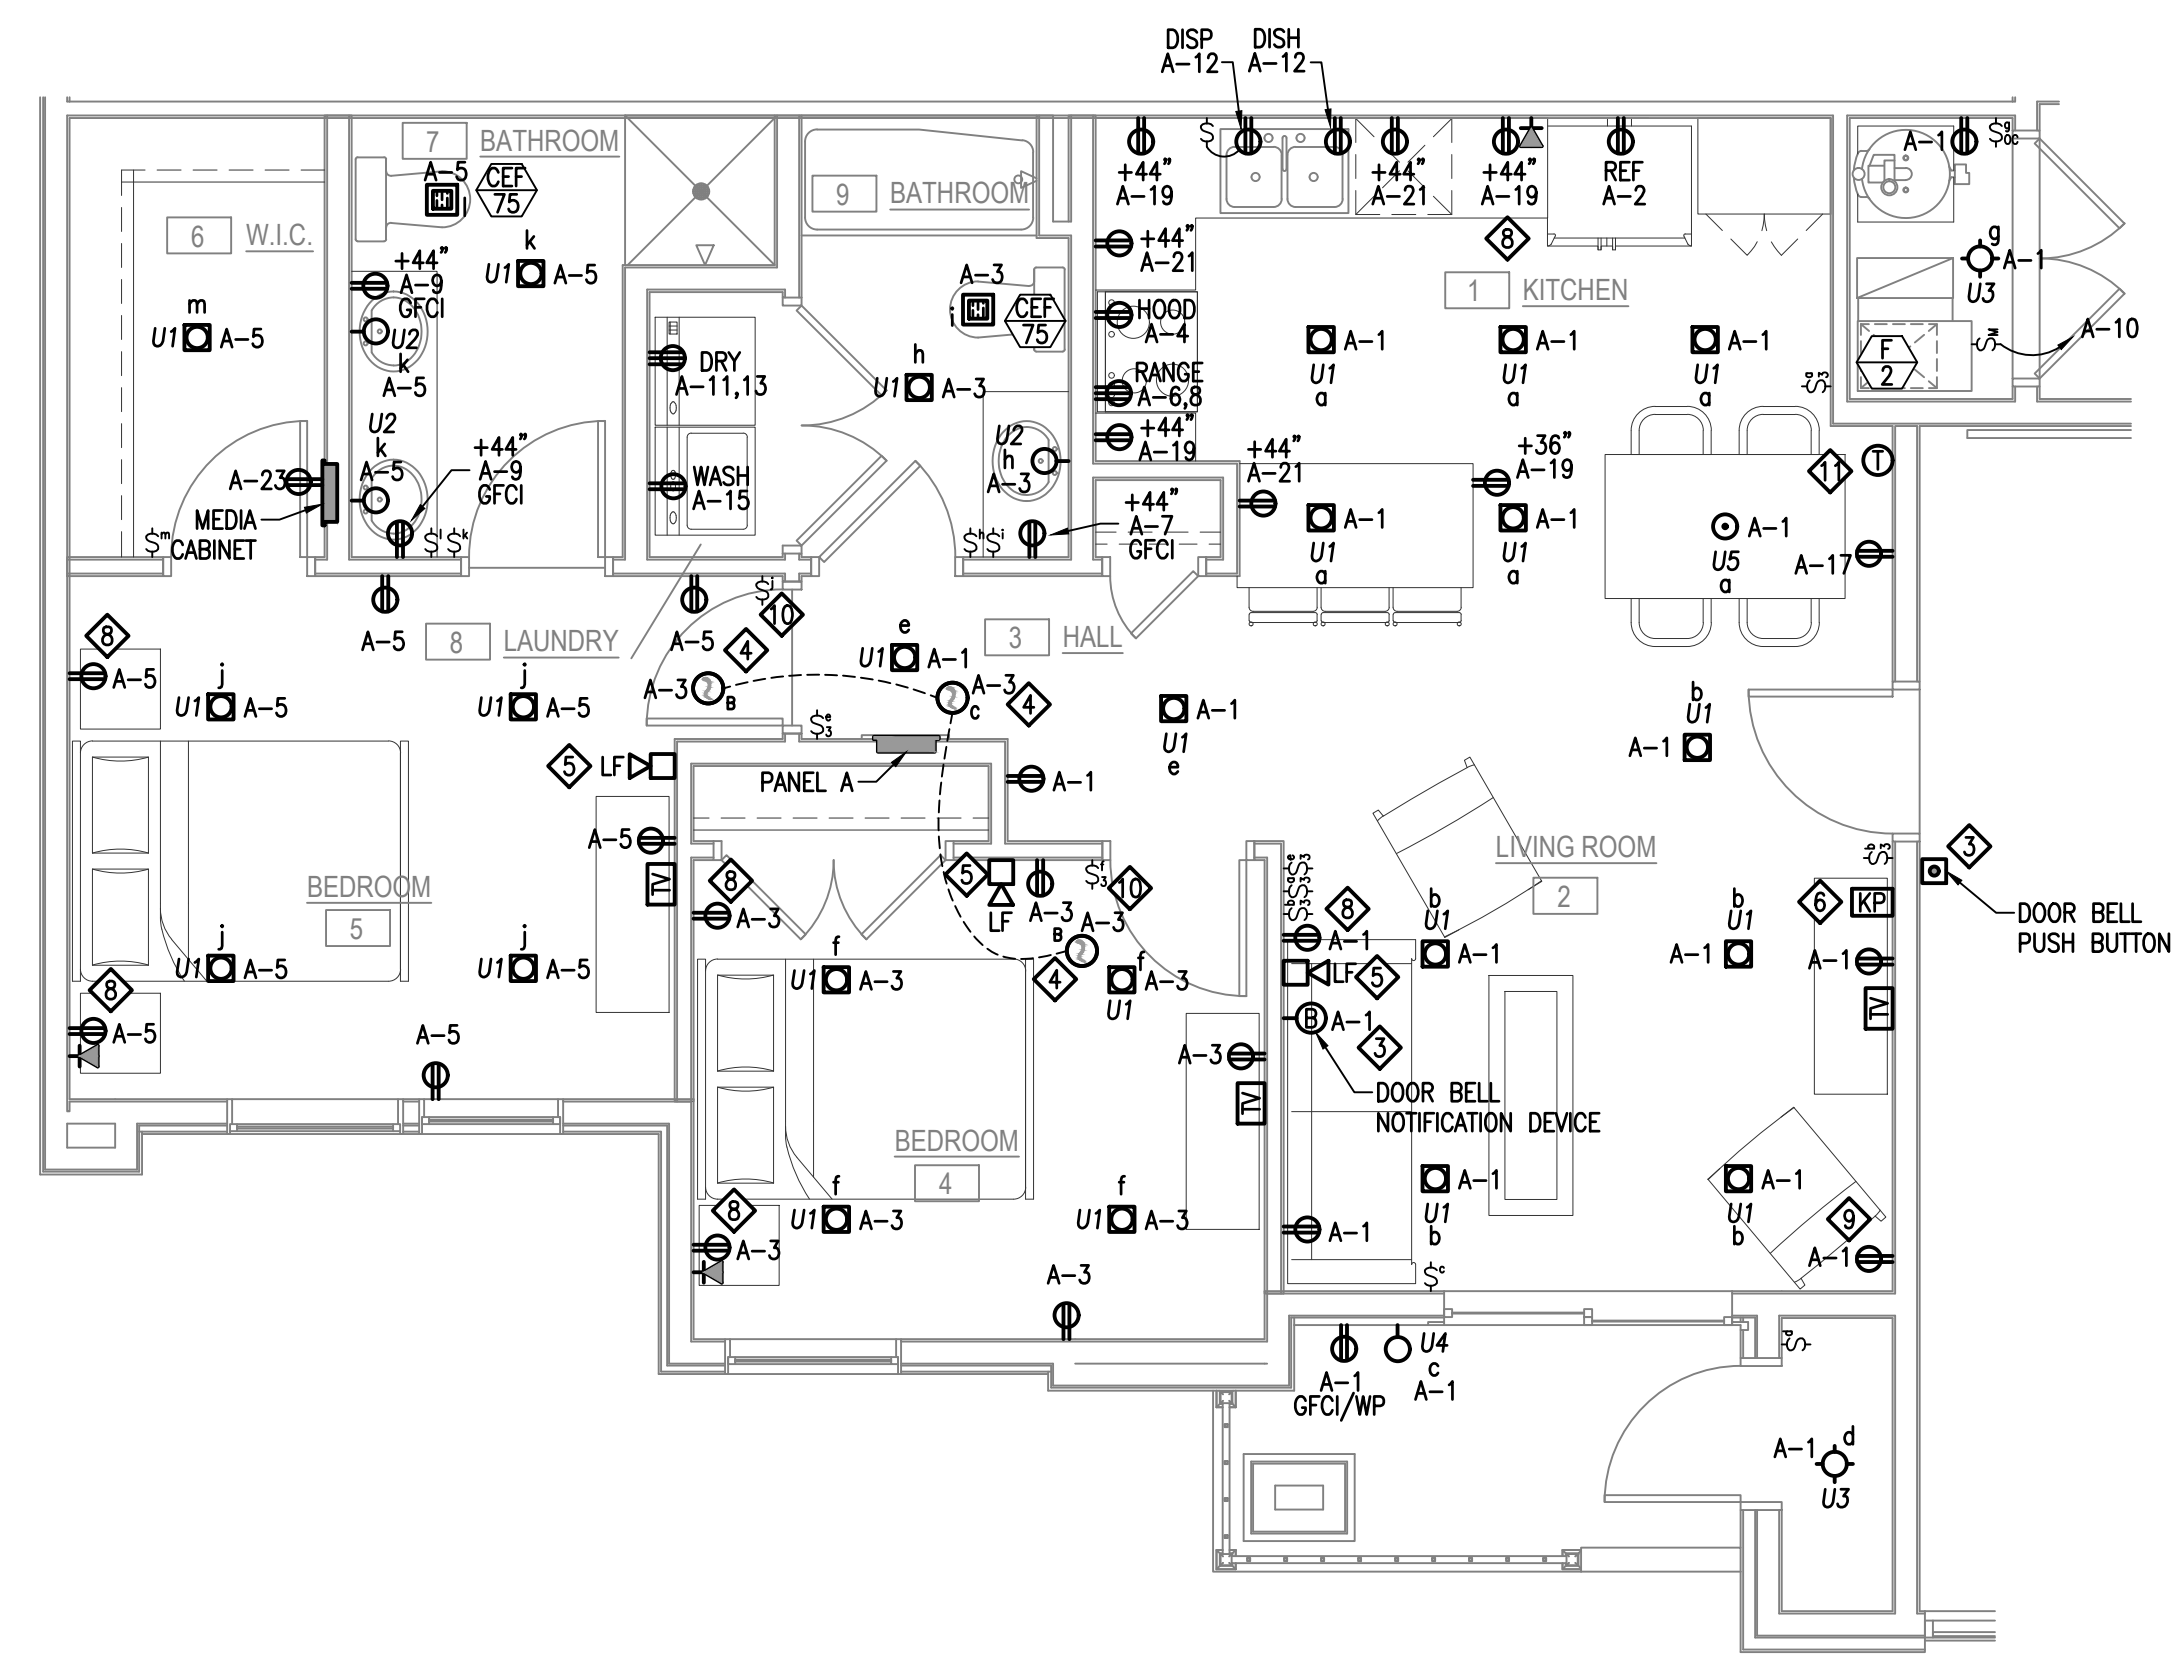 DISP
A-12
DISH
A-12
7 BATHROOM
A-5
l
CEF
75
9 BATHROOM
+44"
A-19
+44"
A-21
+44"
A-19
REF
A-2
A-1
$g
OC
6 W.I.C.
k
U1 A-5
+44"
A-9
GFCI
+44"
A-21
8
g
A-1
U3
m
U1 A-5
A-3
i
CEF
75
HOOD
A-4
1 KITCHEN
U2
k
A-5
DRY
A-11,13
h
U1 A-3
RANGE
A-6,8
A-1
U1
a
A-1
U1
a
A-1
U1
a
$a
3
F
2
$M
A-10
U2
k
A-5
+44"
A-9
GFCI
U2
h
A-3
+44"
A-19
+44"
A-21
+36"
A-19
11
T
A-23
MEDIA
CABINET
WASH
A-15
+44"
A-7
GFCI
A-1
U1
a
A-1
U1
a
A-1
U5
a
A-17
$m
$l
$k
$h
$i
$j
10
8
A-5
8 LAUNDRY
A-5
4
e
U1 A-1
3 HALL
A-5
j
U1 A-5
j
U1 A-5
A-3
B
A-3
C
4
A-1
U1
e
b
U1
A-1
$e
3
5 LF
PANEL A
A-1
A-5
TV
BEDROOM
5
8
A-3
5
LF
A-3
$f
3
10
$e
3
$a
3
$b
3
8
LIVING ROOM
2
$b
3
3
6 KP
DOOR BELL
PUSH BUTTON
j
U1 A-5
j
U1 A-5
8
A-5
A-5
f
U1 A-3
B
A-3
4
f
A-3
U1
A-1
LF
5
B
A-1
3
b
U1
A-1
b
U1
A-1
A-1
TV
A-3
TV
DOOR BELL
NOTIFICATION DEVICE
BEDROOM
4
8
A-3
f
U1 A-3
f
U1 A-3
A-1
A-1
U1
b
A-1
U1
b
9
A-1
A-3
$c
A-1
GFCI/WP
U4
c
A-1
$d
A-1
d
U3